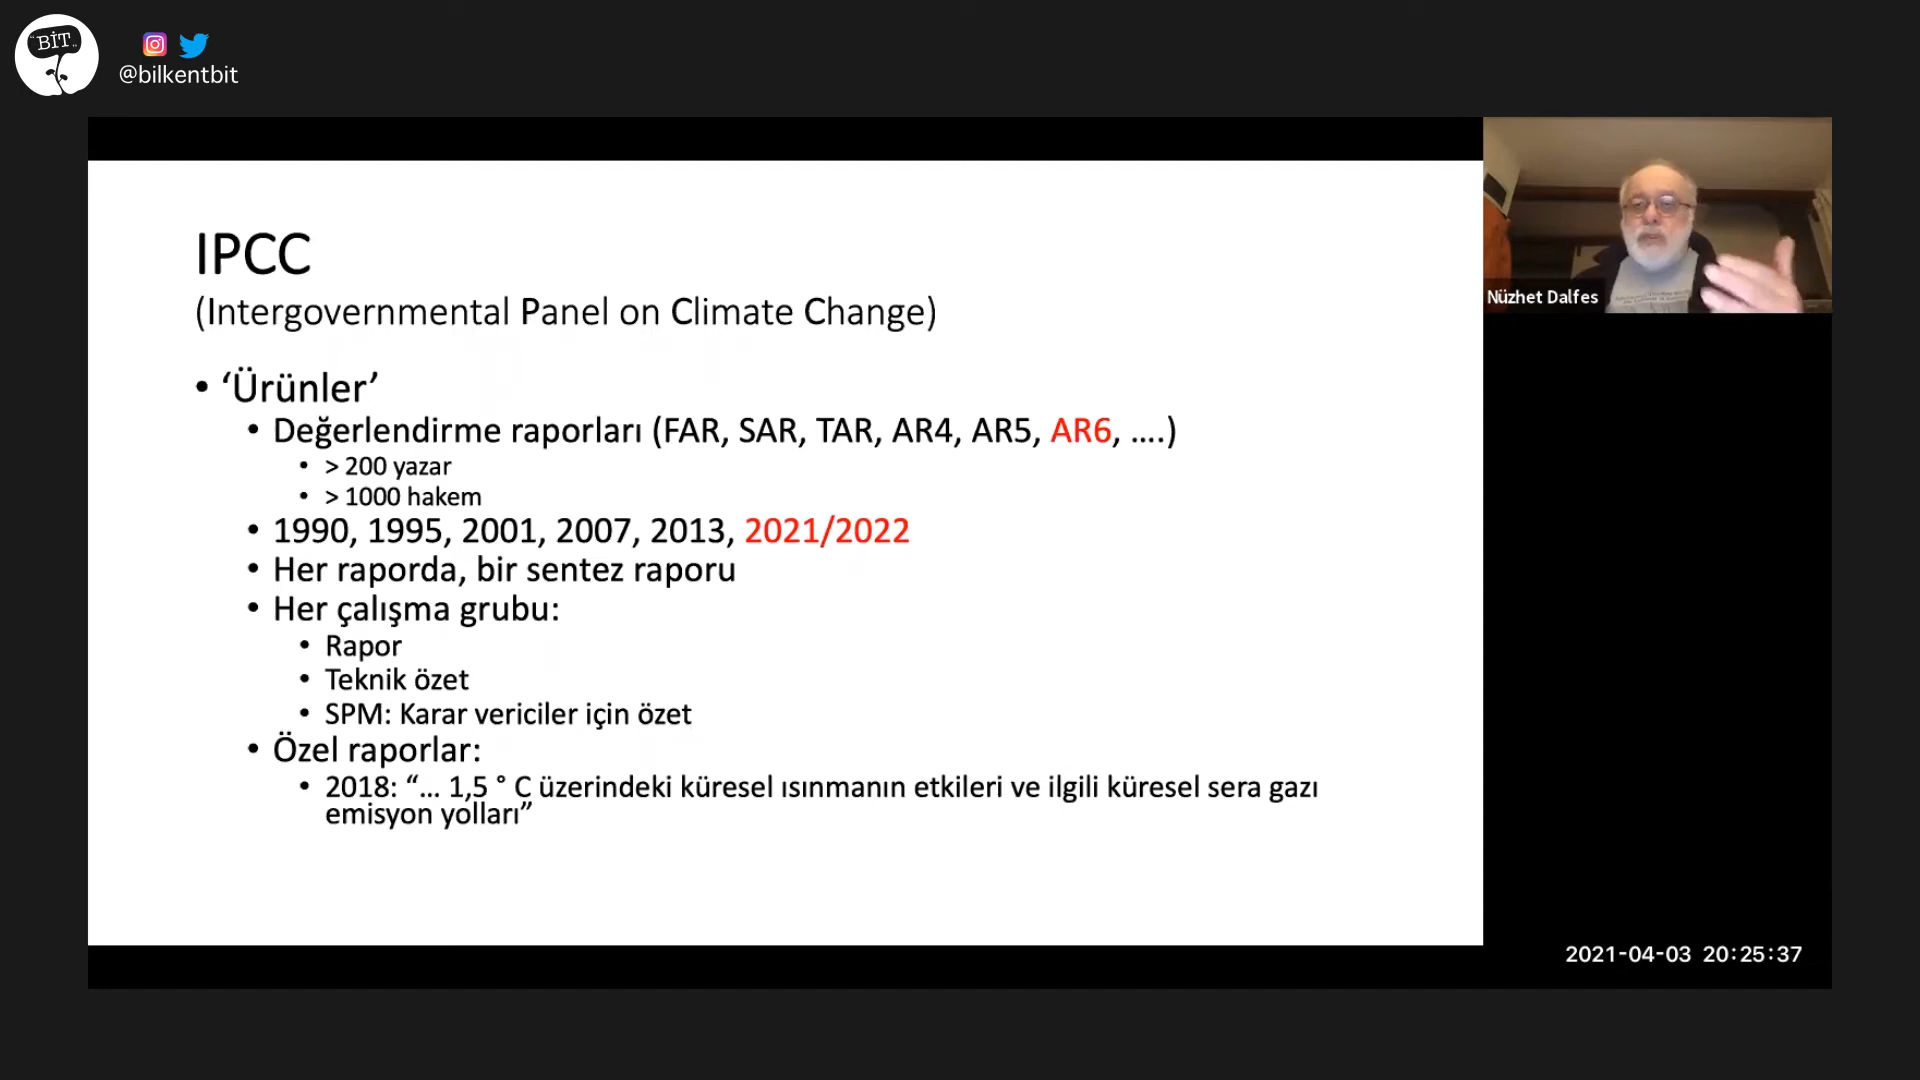 BİT
@bilkentbit
IPCC
(Intergovernmental Panel on Climate Change)
• ‘Ürünler’
• Değerlendirme raporları (FAR, SAR, TAR, AR4, AR5, AR6, ....)
• > 200 yazar
• > 1000 hakem
• 1990, 1995, 2001, 2007, 2013, 2021/2022
• Her raporda, bir sentez raporu
• Her çalışma grubu:
• Rapor
• Teknik özet
• SPM: Karar vericiler için özet
• Özel raporlar:
• 2018: “... 1,5 ° C üzerindeki küresel ısınmanın etkileri ve ilgili küresel sera gazı
emisyon yolları”
Nüzhet Dalfes
2021-04-03 20:25:37